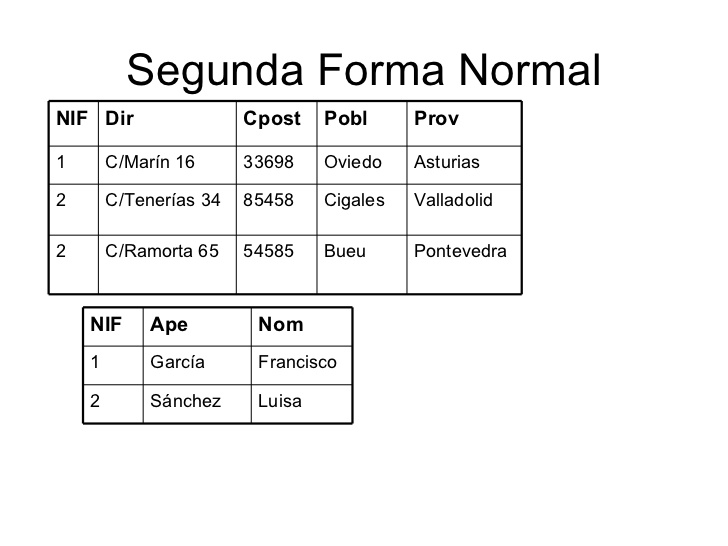 Segunda Forma Normal
NIF Dir Cpost Pobl Prov
1 C/Marín 16 33698 Oviedo Asturias
2 C/Tenerías 34 85458 Cigales Valladolid
2 C/Ramorta 65 54585 Bueu Pontevedra
NIF Ape Nom
1 García Francisco
2 Sánchez Luisa